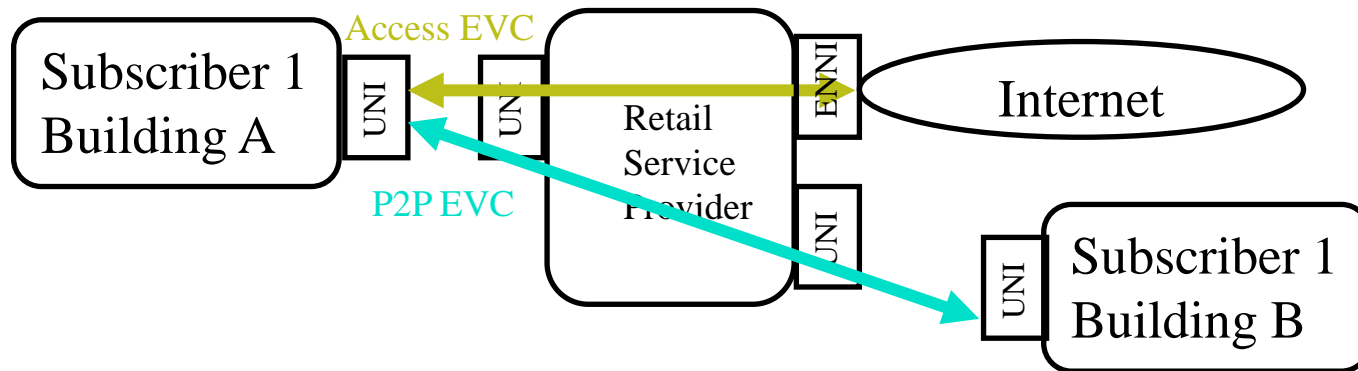 Access EVC
Subscriber 1
Building A
UNI
UNI
Retail
Service
Provider
ENNI
Internet
P2P EVC
UNI
UNI
Subscriber 1
Building B